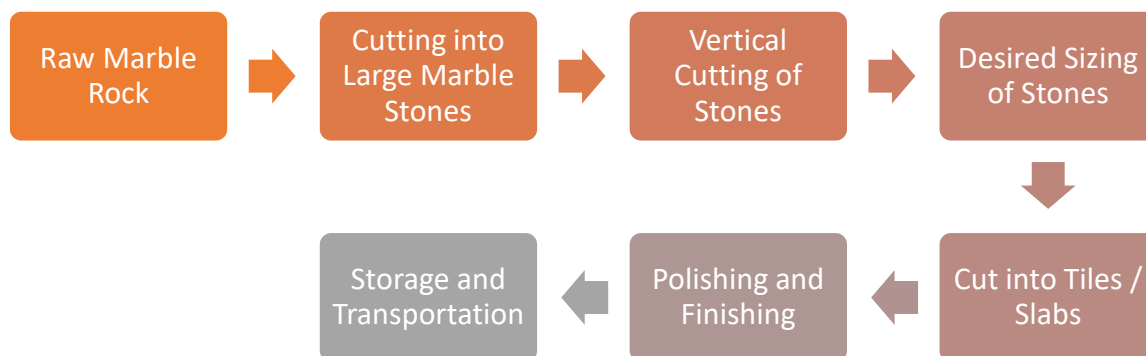 Raw Marble
Rock
Cutting into
Large Marble
Stones
Vertical
Cutting of
Stones
Desired Sizing
of Stones
Cut into Tiles /
Slabs
Polishing and
Finishing
Storage and
Transportation